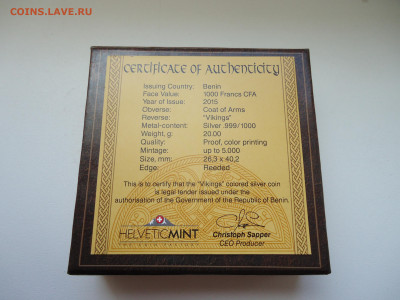 COINS.LAVE.RU
Certificate of Authenticity
Issuing Country: Benin
Face Value: 1000 Francs CFA
Year of Issue: 2015
Obverse: Coat of Arms
Reverse: "Vikings"
Metal-content: Silver .999/1000
Weight, g: 20.00
Quality: Proof, color printing
Mintage: up to 5.000
Size, mm: 26,3 x 40,2
Edge: Reeded
This is to certify that the "Vikings" colored silver coin
is legal tender issued under the
authorisation of the Government of the Republic of Benin.
HELVETIC MINT
Christoph Sapper
CEO Producer